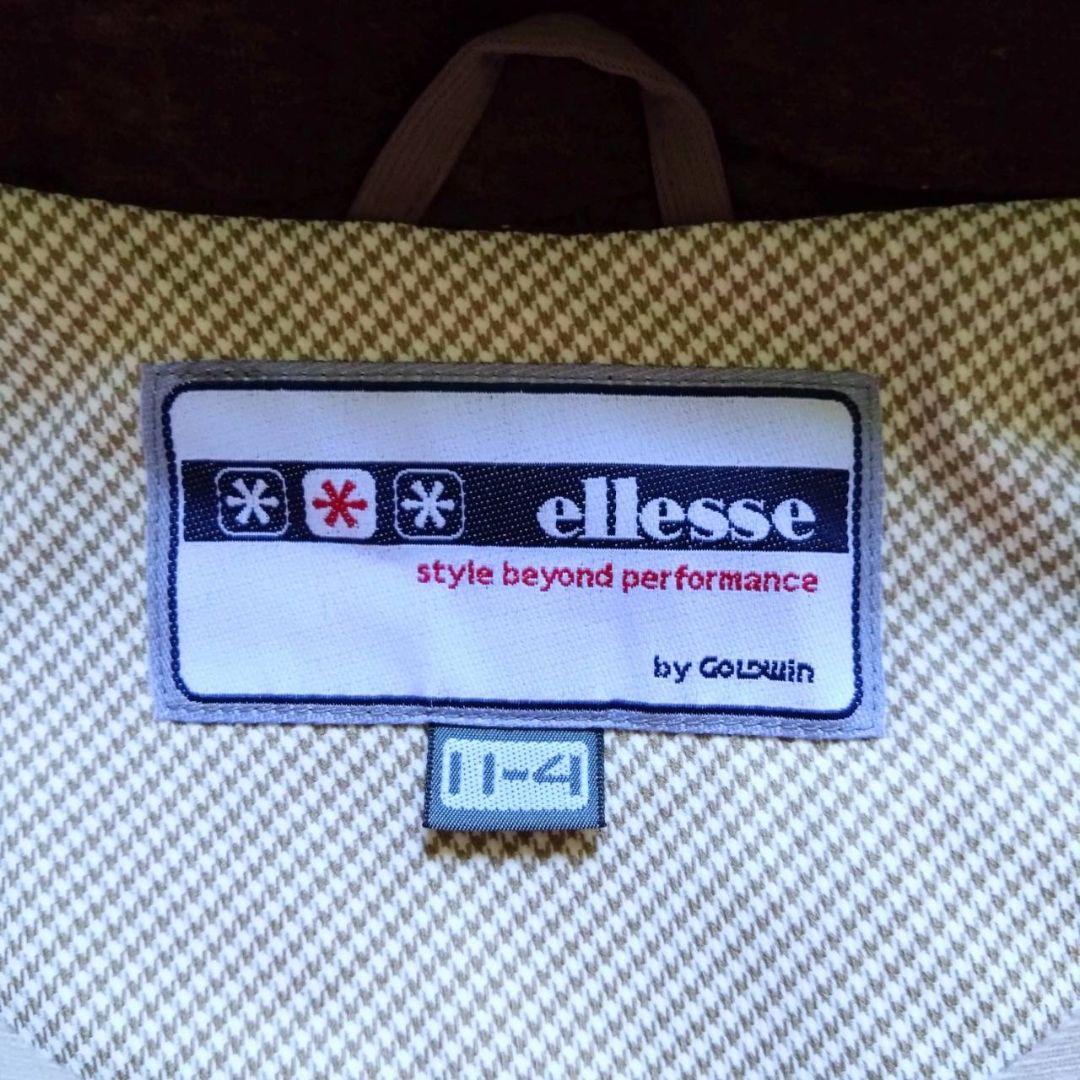 ellesse
style beyond performance
by GOLDWIN
11-4